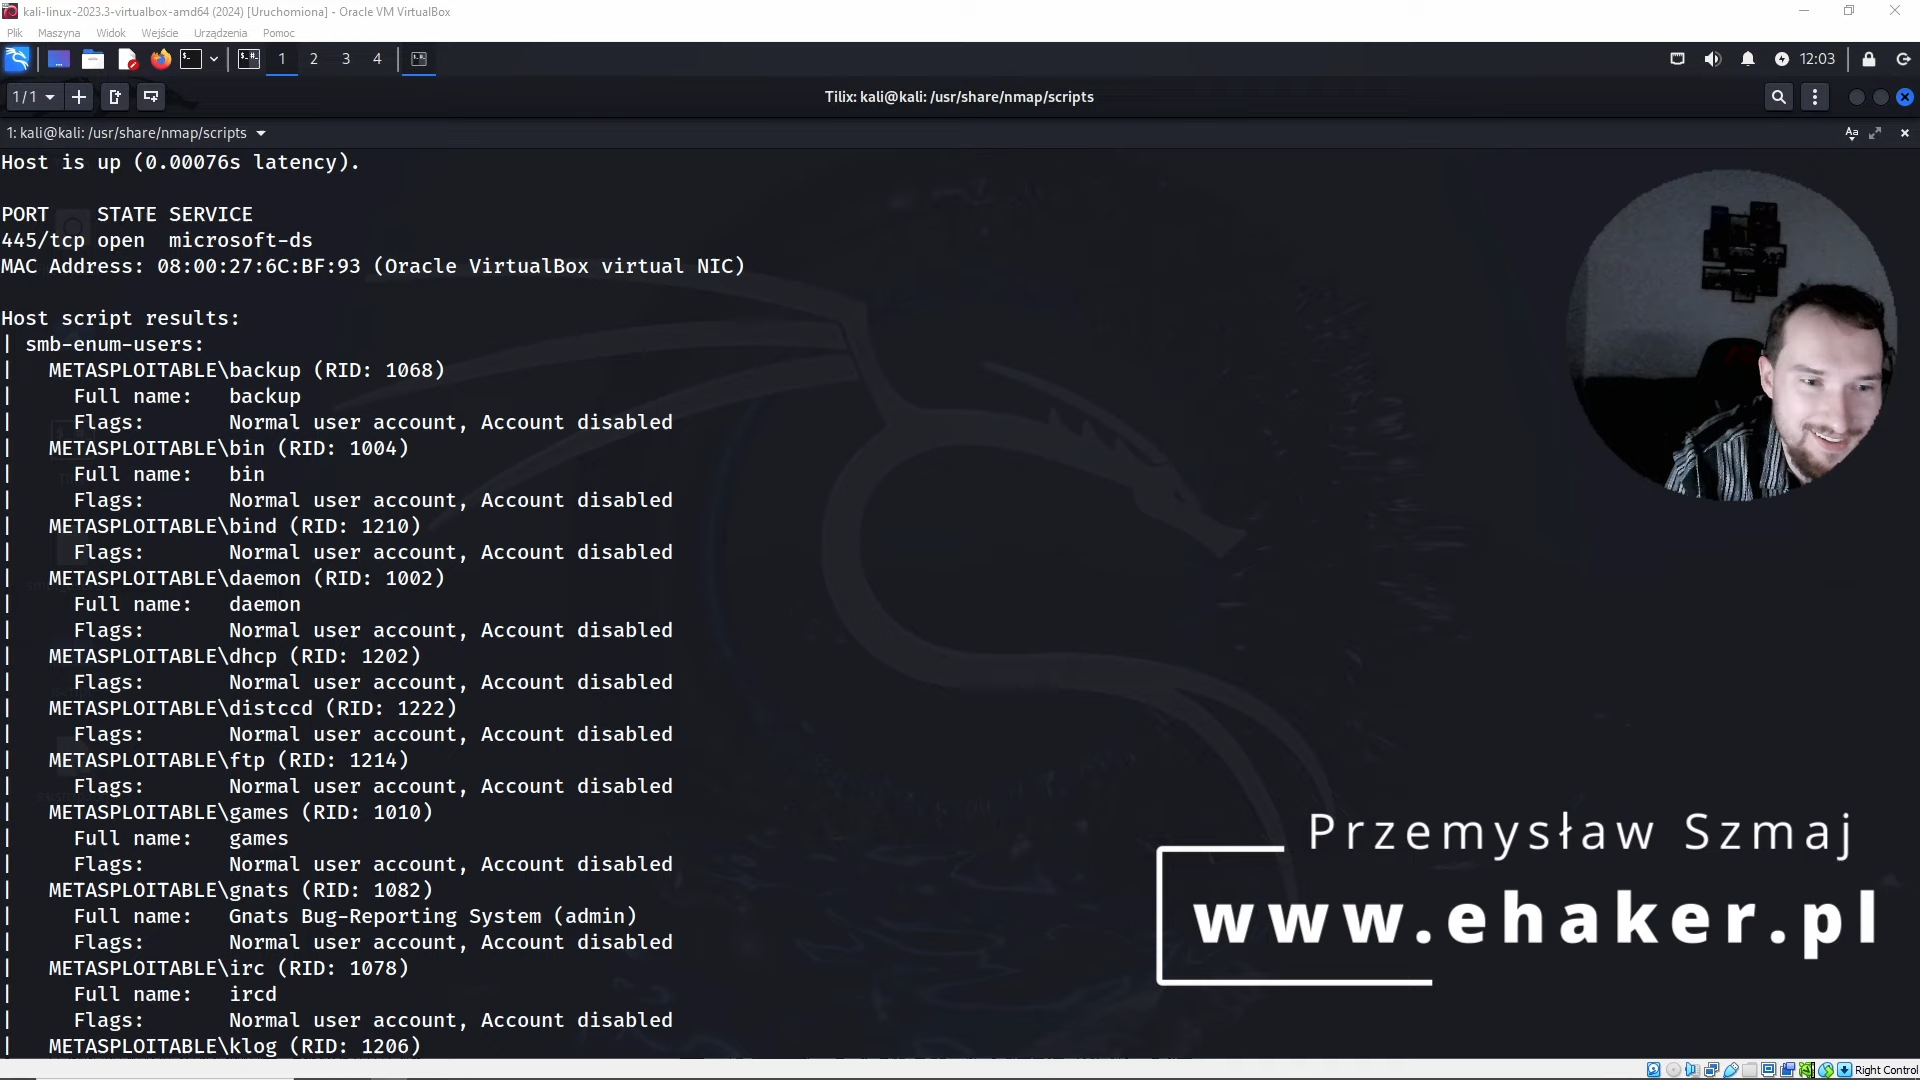 kali-linux-2023.3-virtualbox-amd64 (2024) [Uruchomiona] - Oracle VM VirtualBox
Plik Maszyna Widok Wejście Urządzenia Pomoc
1 2 3 4 12:03
1/1 Tilix: kali@kali: /usr/share/nmap/scripts
1: kali@kali: /usr/share/nmap/scripts
Host is up (0.00076s latency).
PORT    STATE SERVICE
445/tcp open  microsoft-ds
MAC Address: 08:00:27:6C:BF:93 (Oracle VirtualBox virtual NIC)
Host script results:
| smb-enum-users:
|   METASPLOITABLE\backup (RID: 1068)
|     Full name:   backup
|     Flags:       Normal user account, Account disabled
|   METASPLOITABLE\bin (RID: 1004)
|     Full name:   bin
|     Flags:       Normal user account, Account disabled
|   METASPLOITABLE\bind (RID: 1210)
|     Flags:       Normal user account, Account disabled
|   METASPLOITABLE\daemon (RID: 1002)
|     Full name:   daemon
|     Flags:       Normal user account, Account disabled
|   METASPLOITABLE\dhcp (RID: 1202)
|     Flags:       Normal user account, Account disabled
|   METASPLOITABLE\distccd (RID: 1222)
|     Flags:       Normal user account, Account disabled
|   METASPLOITABLE\ftp (RID: 1214)
|     Flags:       Normal user account, Account disabled
|   METASPLOITABLE\games (RID: 1010)
|     Full name:   games
|     Flags:       Normal user account, Account disabled
|   METASPLOITABLE\gnats (RID: 1082)
|     Full name:   Gnats Bug-Reporting System (admin)
|     Flags:       Normal user account, Account disabled
|   METASPLOITABLE\irc (RID: 1078)
|     Full name:   ircd
|     Flags:       Normal user account, Account disabled
|   METASPLOITABLE\klog (RID: 1206)
Przemysław Szmaj
www.ehaker.pl
Right Control